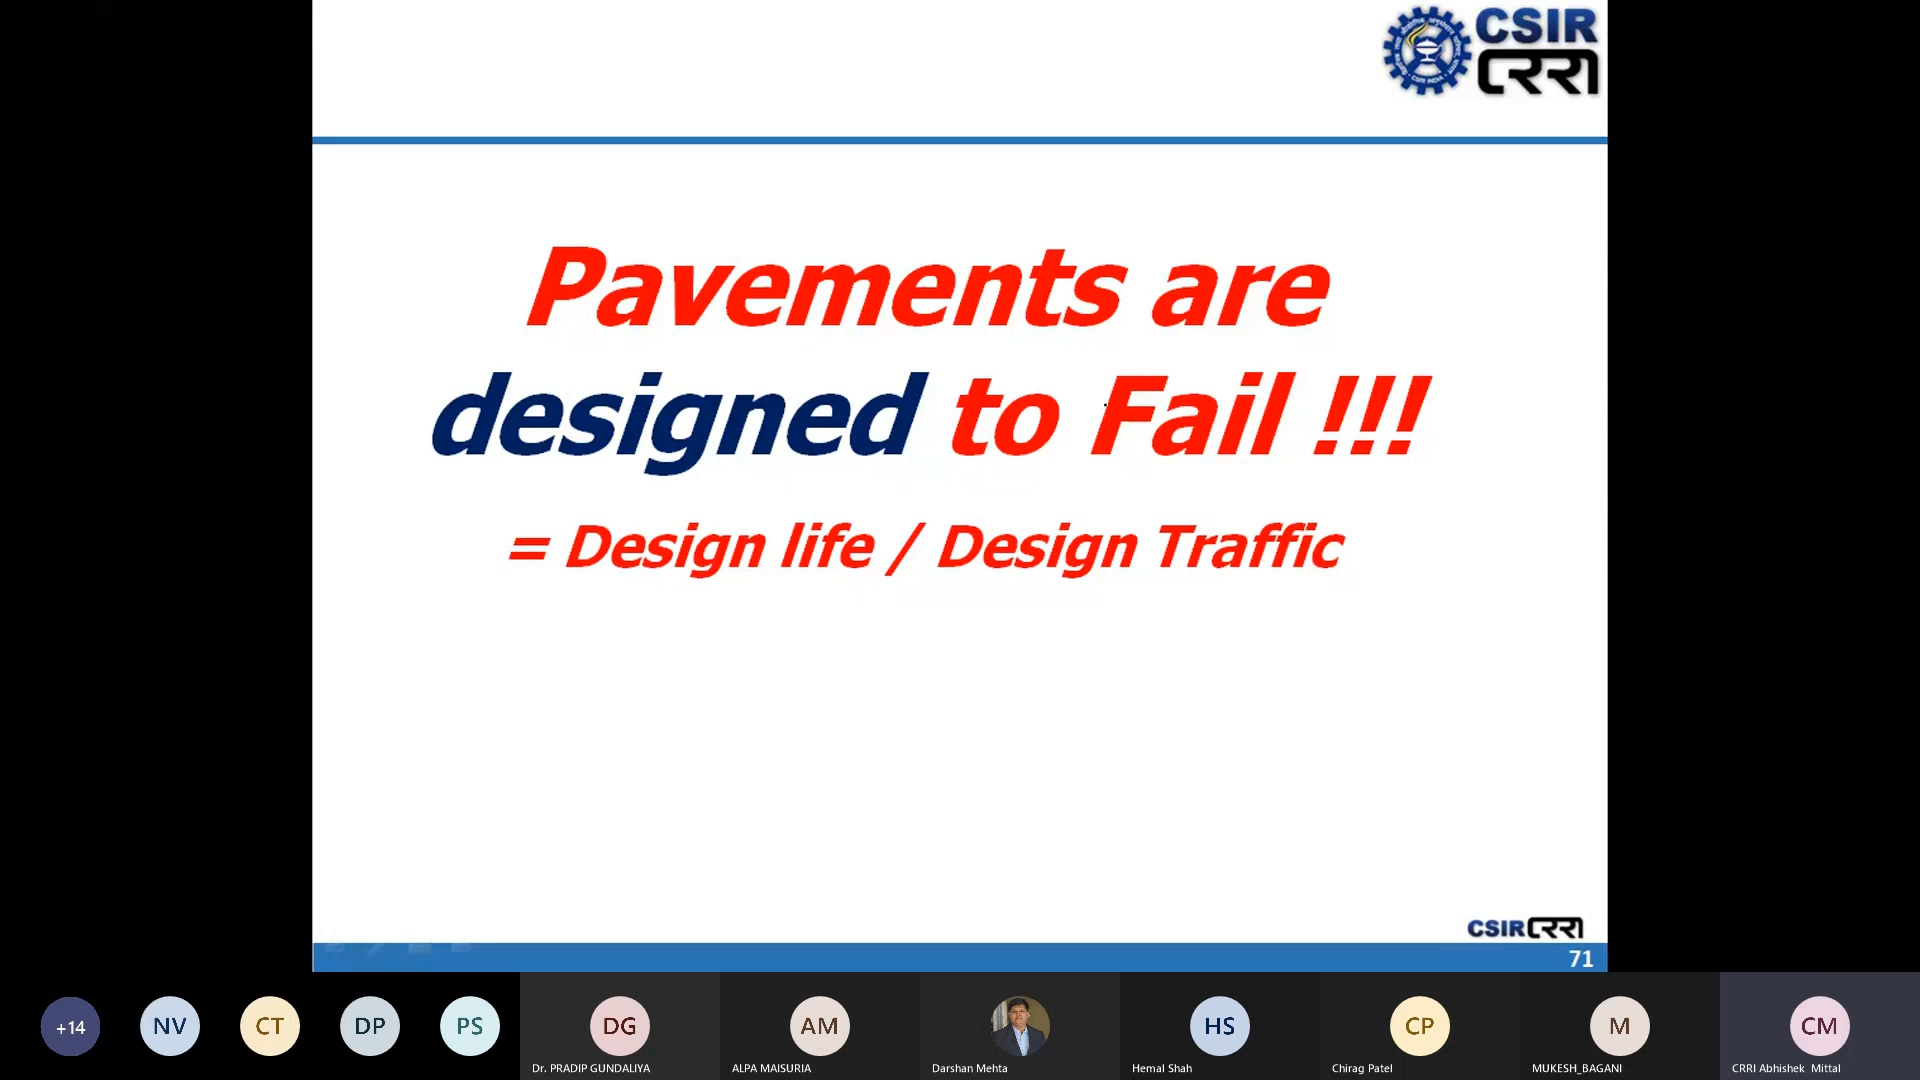 CSIR
CRRI
Pavements are
designed to Fail !!!
= Design life / Design Traffic
CSIR CRRI
71
+14
NV
CT
DP
PS
DG
AM
HS
CP
M
CM
Dr. PRADIP GUNDALIYA
ALPA MAISURIA
Darshan Mehta
Hemal Shah
Chirag Patel
MUKESH_BAGANI
CRRI Abhishek Mittal